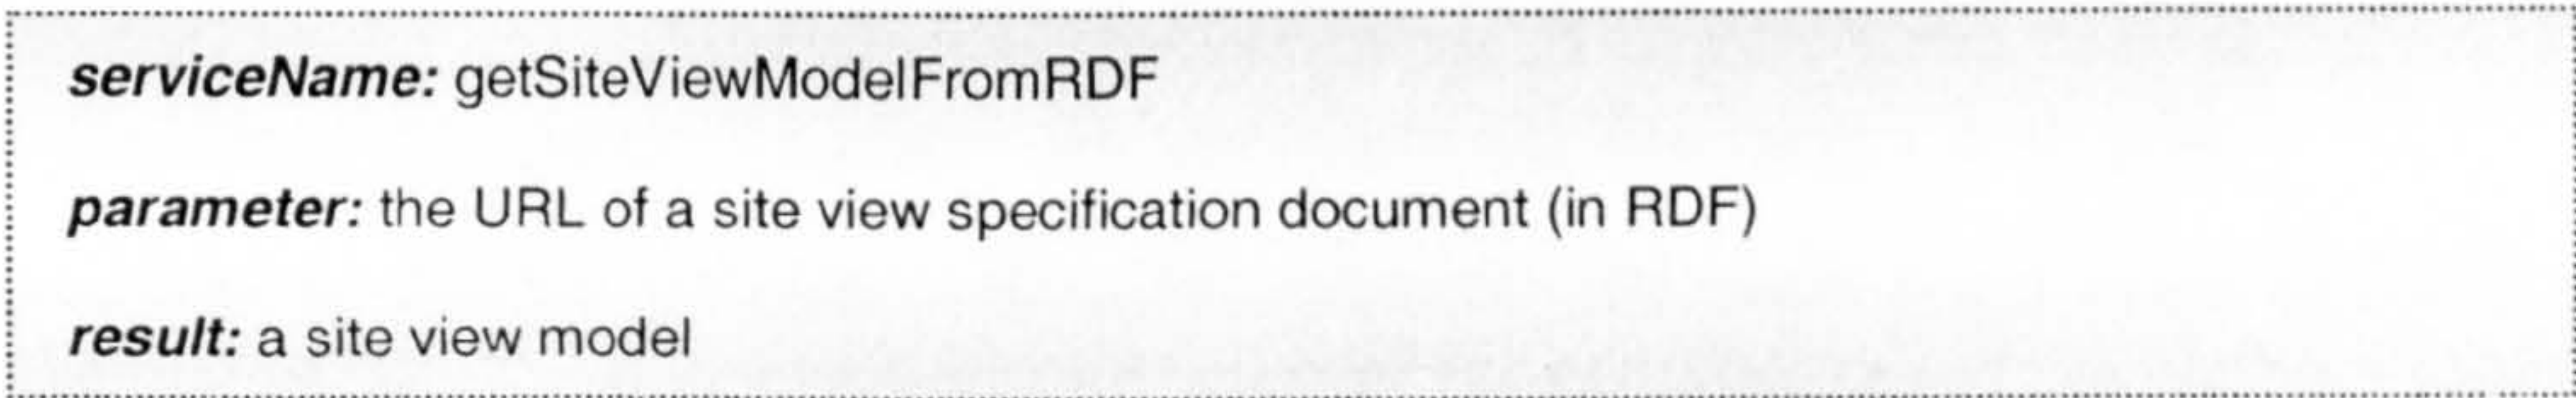 serviceName: getSiteViewModelFromRDF
parameter: the URL of a site view specification document (in RDF)
result: a site view model